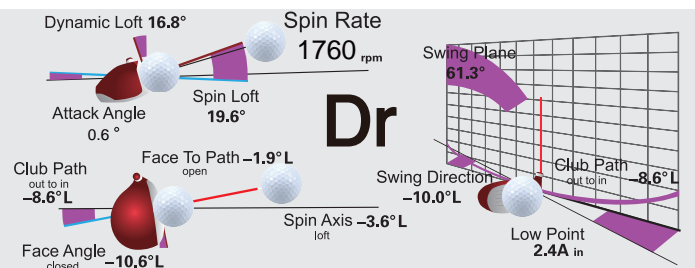 Dynamic Loft 16.8°
Spin Rate
1760 rpm
Attack Angle
0.6 °
Spin Loft
19.6°
Dr
Swing Plane
61.3°
Club Path
out to in
-8.6°L
Face To Path -1.9°L
open
Spin Axis -3.6°L
loft
Face Angle
closed -10.6°L
Swing Direction
-10.0°L
Club Path
out to in -8.6°L
Low Point
2.4A in